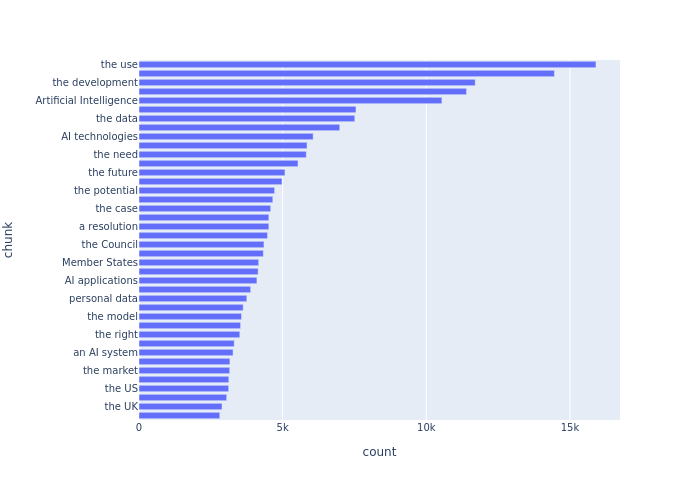 the use
the development
Artificial Intelligence
the data
AI technologies
the need
the future
the potential
the case
a resolution
the Council
Member States
AI applications
personal data
the model
the right
an AI system
the market
the US
the UK
0
5k
10k
15k
count
chunk